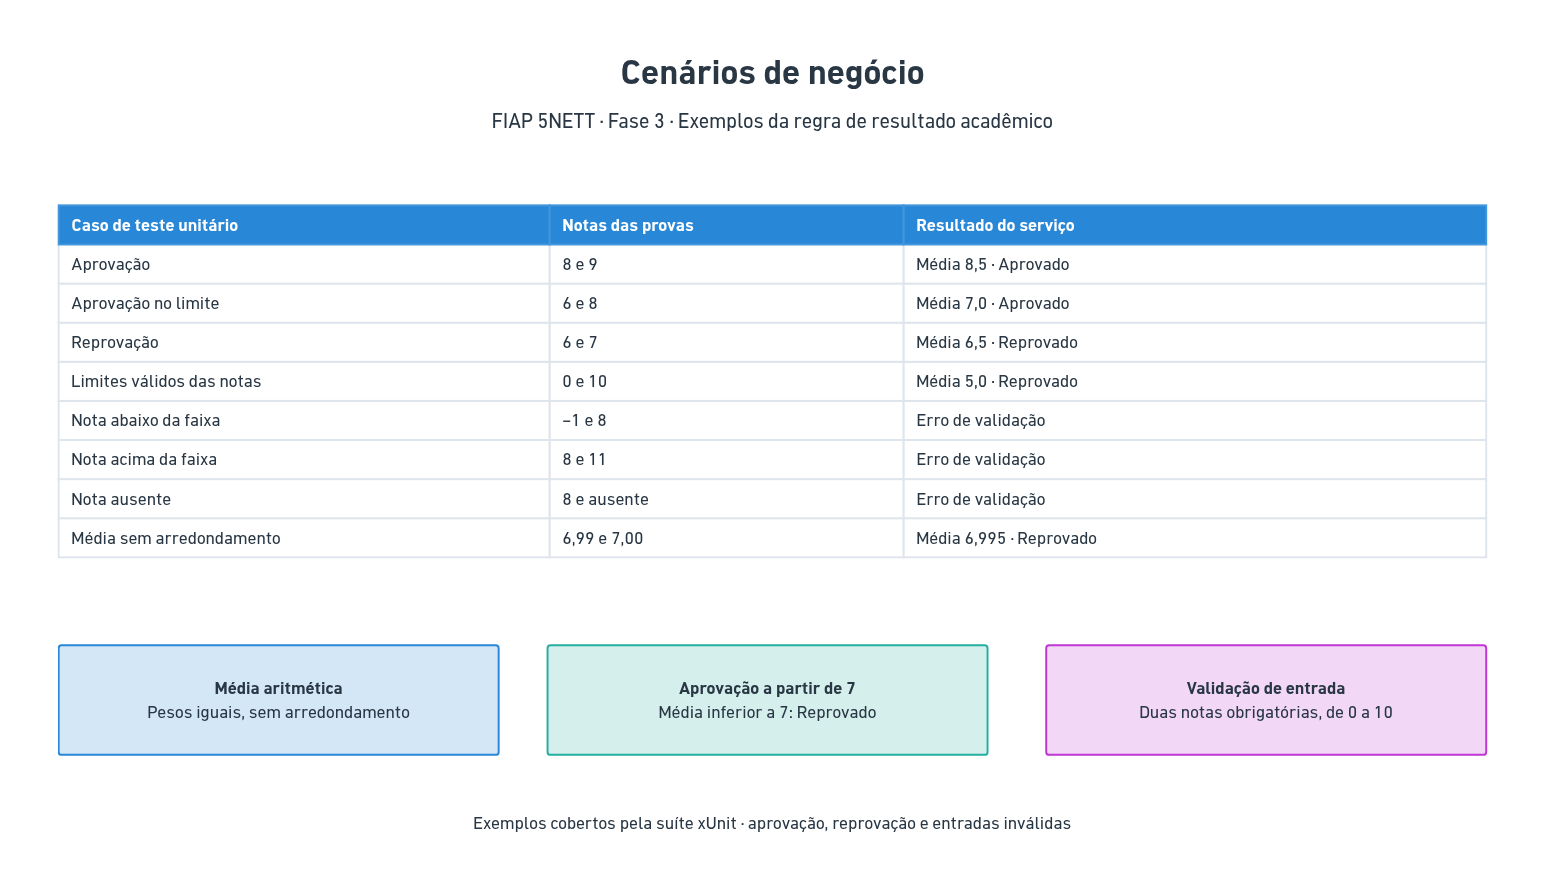 Cenários de negócio
FIAP 5NETT · Fase 3 · Exemplos da regra de resultado acadêmico
Caso de teste unitário Notas das provas Resultado do serviço
Aprovação 8 e 9 Média 8,5 · Aprovado
Aprovação no limite 6 e 8 Média 7,0 · Aprovado
Reprovação 6 e 7 Média 6,5 · Reprovado
Limites válidos das notas 0 e 10 Média 5,0 · Reprovado
Nota abaixo da faixa −1 e 8 Erro de validação
Nota acima da faixa 8 e 11 Erro de validação
Nota ausente 8 e ausente Erro de validação
Média sem arredondamento 6,99 e 7,00 Média 6,995 · Reprovado
Média aritmética
Pesos iguais, sem arredondamento
Aprovação a partir de 7
Média inferior a 7: Reprovado
Validação de entrada
Duas notas obrigatórias, de 0 a 10
Exemplos cobertos pela suíte xUnit · aprovação, reprovação e entradas inválidas